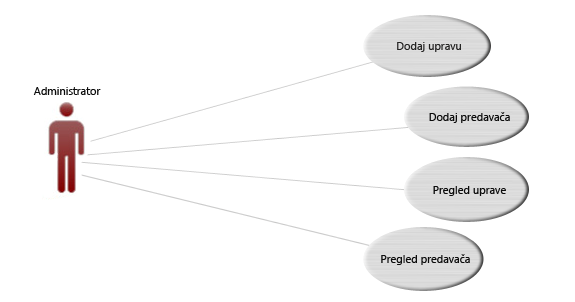 Dodaj upravu
Administrator
Dodaj predavača
Pregled uprave
Pregled predavača